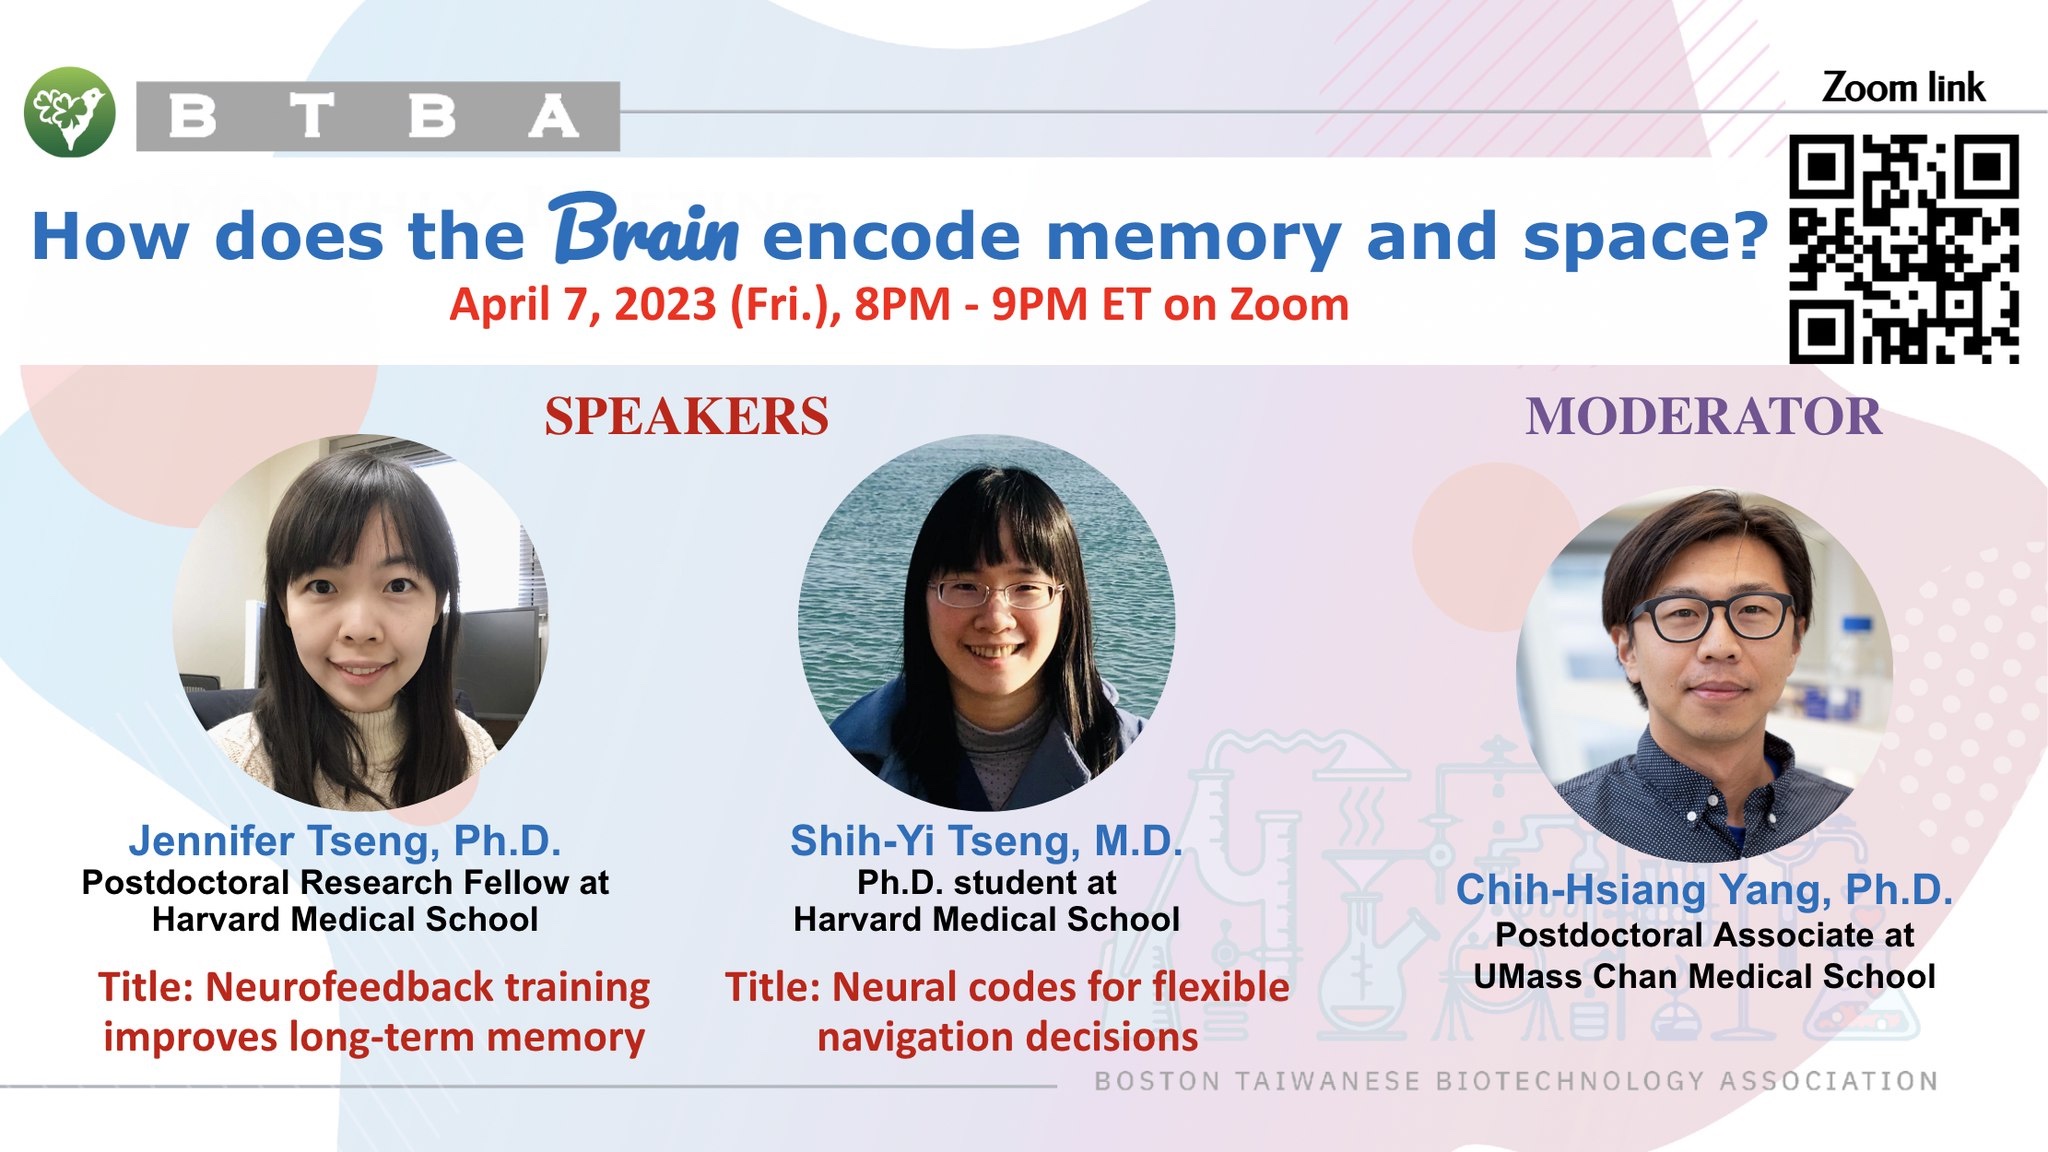 BTBA
Zoom link
How does the Brain encode memory and space?
April 7, 2023 (Fri.), 8PM - 9PM ET on Zoom
SPEAKERS
MODERATOR
Jennifer Tseng, Ph.D.
Postdoctoral Research Fellow at
Harvard Medical School
Title: Neurofeedback training
improves long-term memory
Shih-Yi Tseng, M.D.
Ph.D. student at
Harvard Medical School
Title: Neural codes for flexible
navigation decisions
Chih-Hsiang Yang, Ph.D.
Postdoctoral Associate at
UMass Chan Medical School
BOSTON TAIWANESE BIOTECHNOLOGY ASSOCIATION